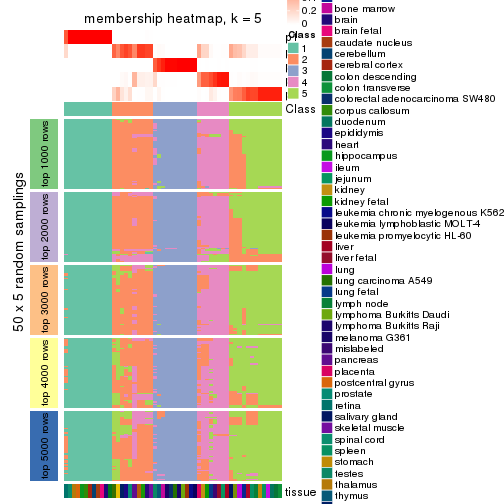 membership heatmap, k = 5
0.2
0
Class
1
2
3
4
5
Class
50 x 5 random samplings
top 1000 rows
top 2000 rows
top 3000 rows
top 4000 rows
top 5000 rows
tissue
bone marrow
brain
brain fetal
caudate nucleus
cerebellum
cerebral cortex
colon descending
colon transverse
colorectal adenocarcinoma SW480
corpus callosum
duodenum
epididymis
heart
hippocampus
ileum
jejunum
kidney
kidney fetal
leukemia chronic myelogenous K562
leukemia lymphoblastic MOLT-4
leukemia promyelocytic HL-60
liver
liver fetal
lung
lung carcinoma A549
lung fetal
lymph node
lymphoma Burkitts Daudi
lymphoma Burkitts Raji
melanoma G361
mislabeled
pancreas
placenta
postcentral gyrus
prostate
retina
salivary gland
skeletal muscle
spinal cord
spleen
stomach
testes
thalamus
thymus